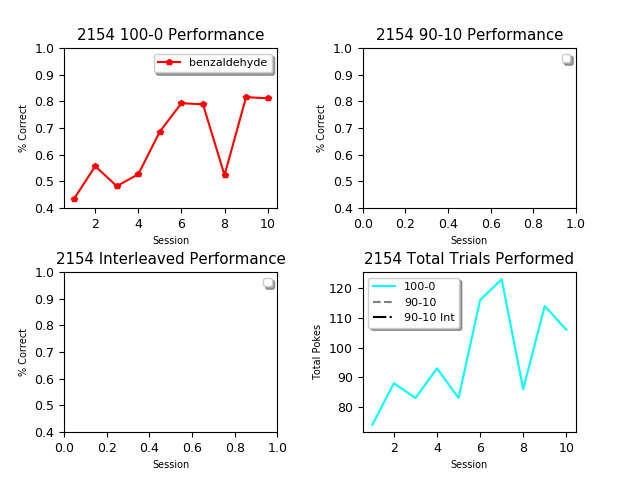 2154 100-0 Performance
1.0
0.9
0.8
0.7
0.6
0.5
0.4
% Correct
benzaldehyde
2 4 6 8 10
Session
2154 90-10 Performance
1.0
0.9
0.8
0.7
0.6
0.5
0.4
% Correct
0.0 0.2 0.4 0.6 0.8 1.0
Session
2154 Interleaved Performance
1.0
0.9
0.8
0.7
0.6
0.5
0.4
% Correct
0.0 0.2 0.4 0.6 0.8 1.0
Session
2154 Total Trials Performed
120
110
100
90
80
Total Pokes
100-0
90-10
90-10 Int
2 4 6 8 10
Session